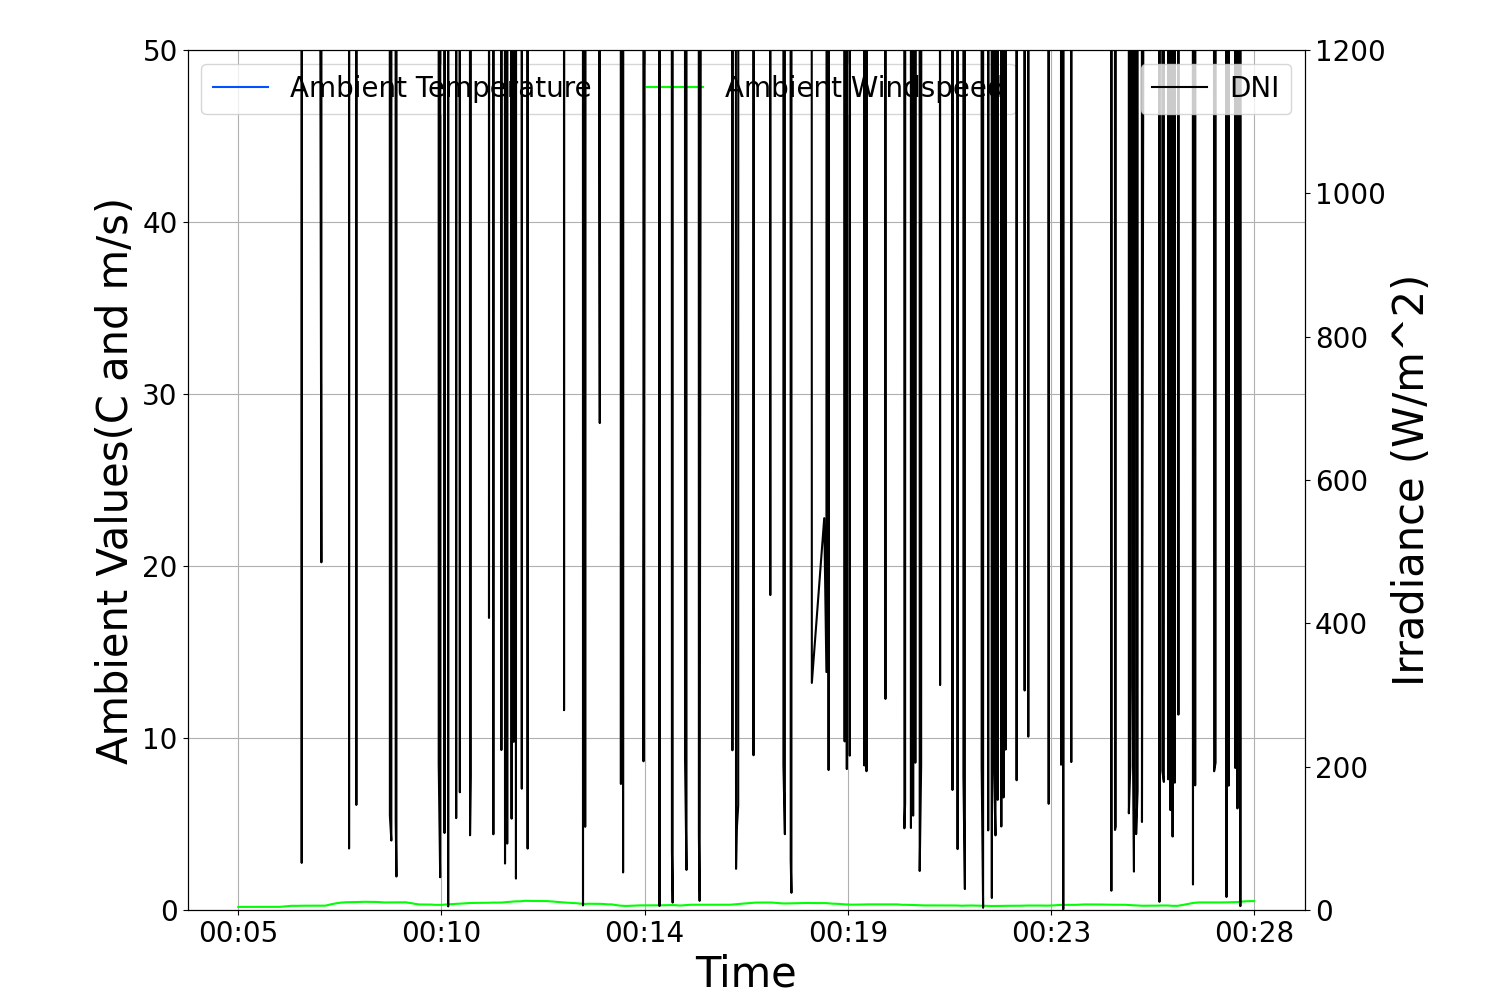 Ambient Temperature
Ambient Windspeed
DNI
Ambient Values(C and m/s)
50
40
30
20
10
0
1200
1000
800
600
400
200
0
Irradiance (W/m^2)
00:05 00:10 00:14 00:19 00:23 00:28
Time